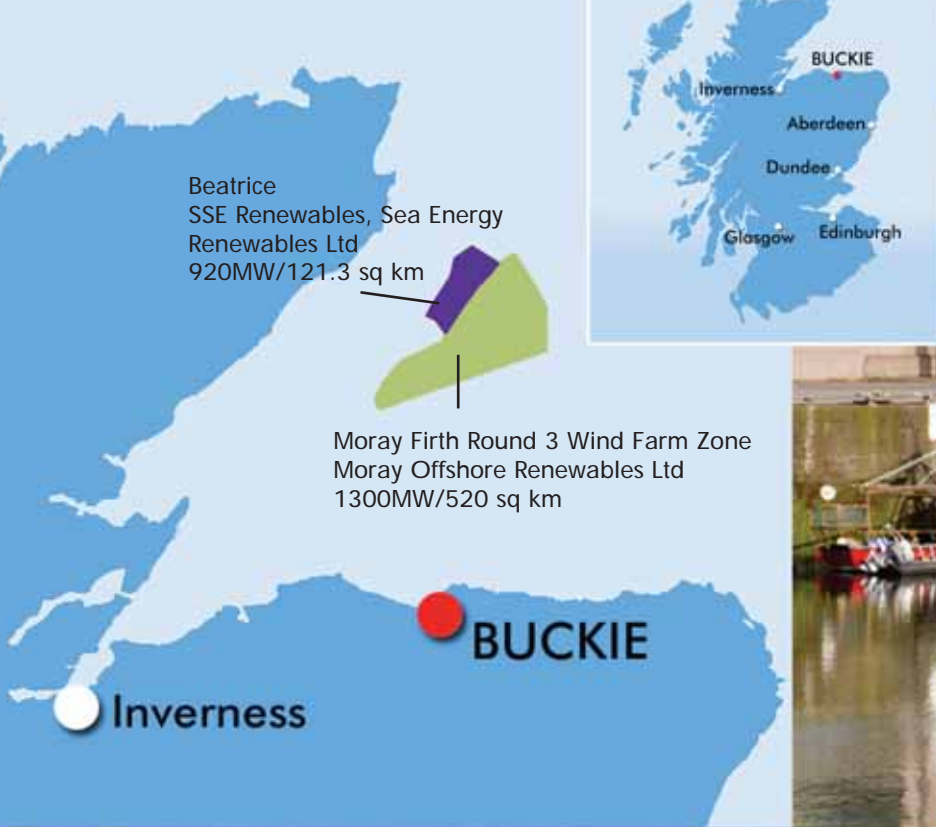 Beatrice
SSE Renewables, Sea Energy
Renewables Ltd
920MW/121.3 sq km
Moray Firth Round 3 Wind Farm Zone
Moray Offshore Renewables Ltd
1300MW/520 sq km
BUCKIE
Inverness
BUCKIE
Inverness
Aberdeen
Dundee
Glasgow
Edinburgh